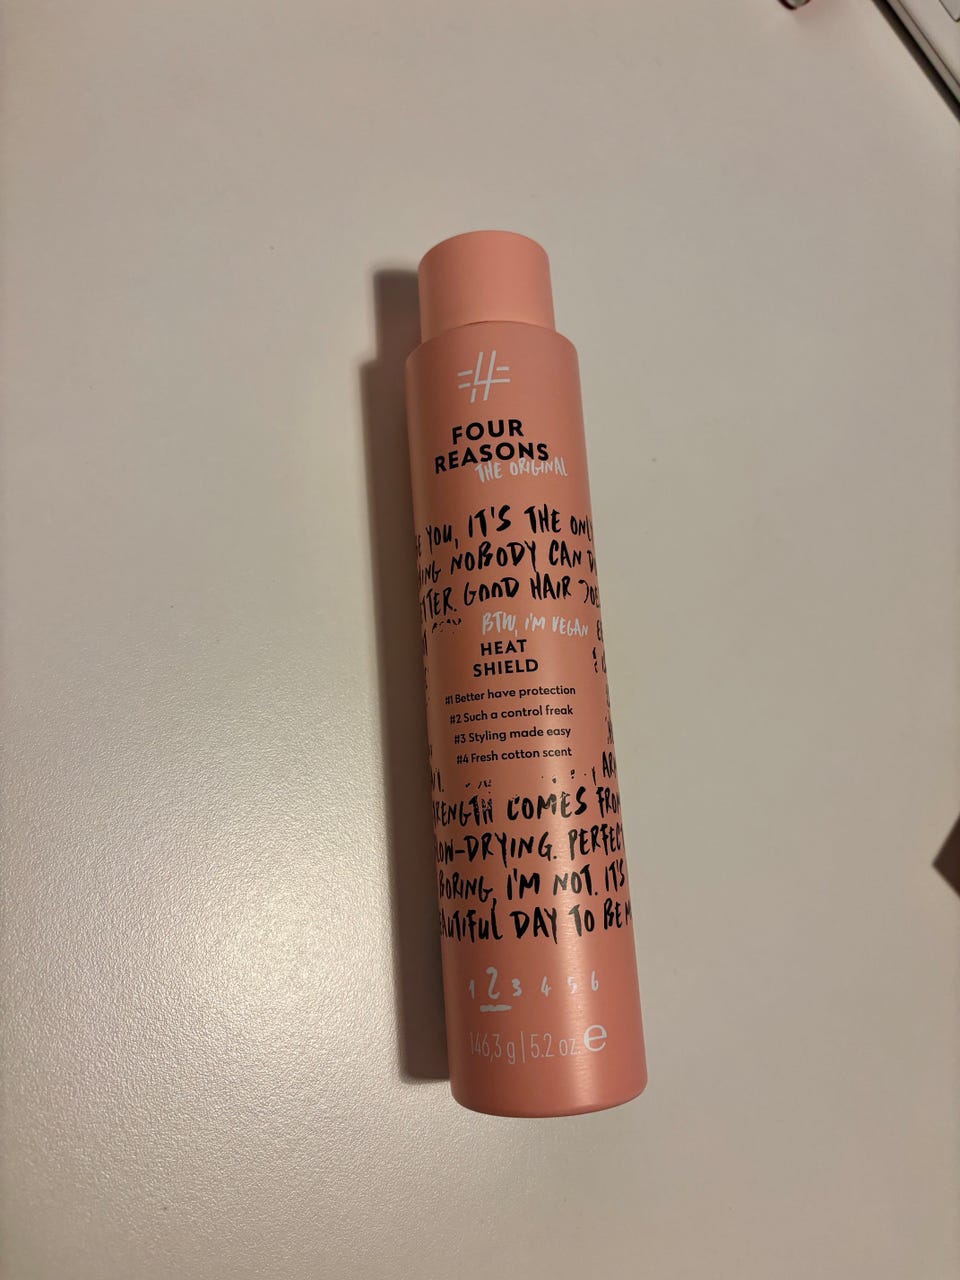 4
FOUR
REASONS
THE ORIGINAL
YOU, IT'S THE
NOBODY CAN
GOOD HAIR
BTW, I'M VEGAN
HEAT
SHIELD
#1 Better have protection
#2 Such a control freak
#3 Styling made easy
#4 Fresh cotton scent
COMES
DRYING.
BORING, I'M NOT. IT'S
DAY TO BE
1 2 3 4 5 6
146,3 g | 5.2 oz. e